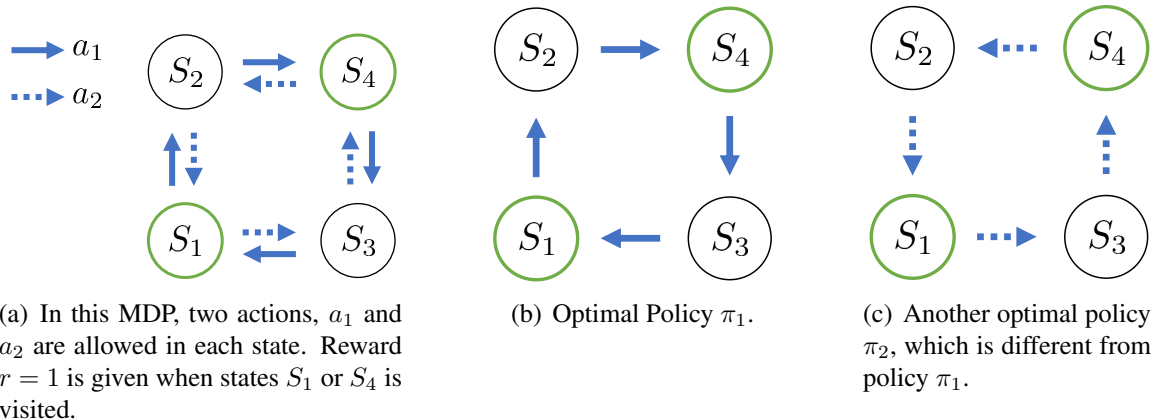 a₁
a₂
S₂
S₄
S₁
S₃
(a) In this MDP, two actions, a₁ and
a₂ are allowed in each state. Reward
r = 1 is given when states S₁ or S₄ is
visited.
S₂
S₄
S₁
S₃
(b) Optimal Policy π₁.
S₂
S₄
S₁
S₃
(c) Another optimal policy
π₂, which is different from
policy π₁.